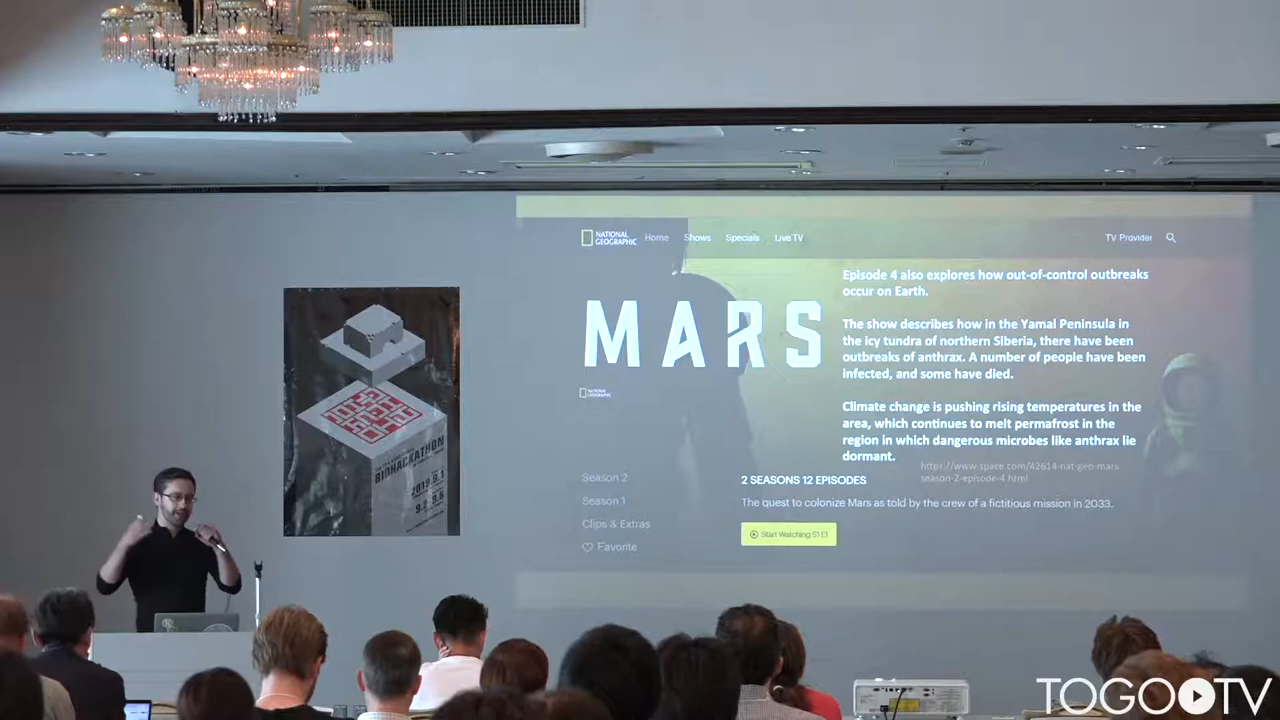 NATIONAL
GEOGRAPHIC
Home
Shows
Specials
Live TV
TV Provider
MARS
NATIONAL
GEOGRAPHIC
Episode 4 also explores how out-of-control outbreaks
occur on Earth.
The show describes how in the Yamal Peninsula in
the icy tundra of northern Siberia, there have been
outbreaks of anthrax. A number of people have been
infected, and some have died.
Climate change is pushing rising temperatures in the
area, which continues to melt permafrost in the
region in which dangerous microbes like anthrax lie
dormant.
https://www.space.com/42614-nat-geo-mars-
season-2-episode-4.html
Season 2
Season 1
Clips & Extras
Favorite
2 SEASONS 12 EPISODES
The quest to colonize Mars as told by the crew of a fictitious mission in 2033.
Start Watching S1 E1
BIOHACKATHON
2019.9.1
9.2-9.6
TOGO TV